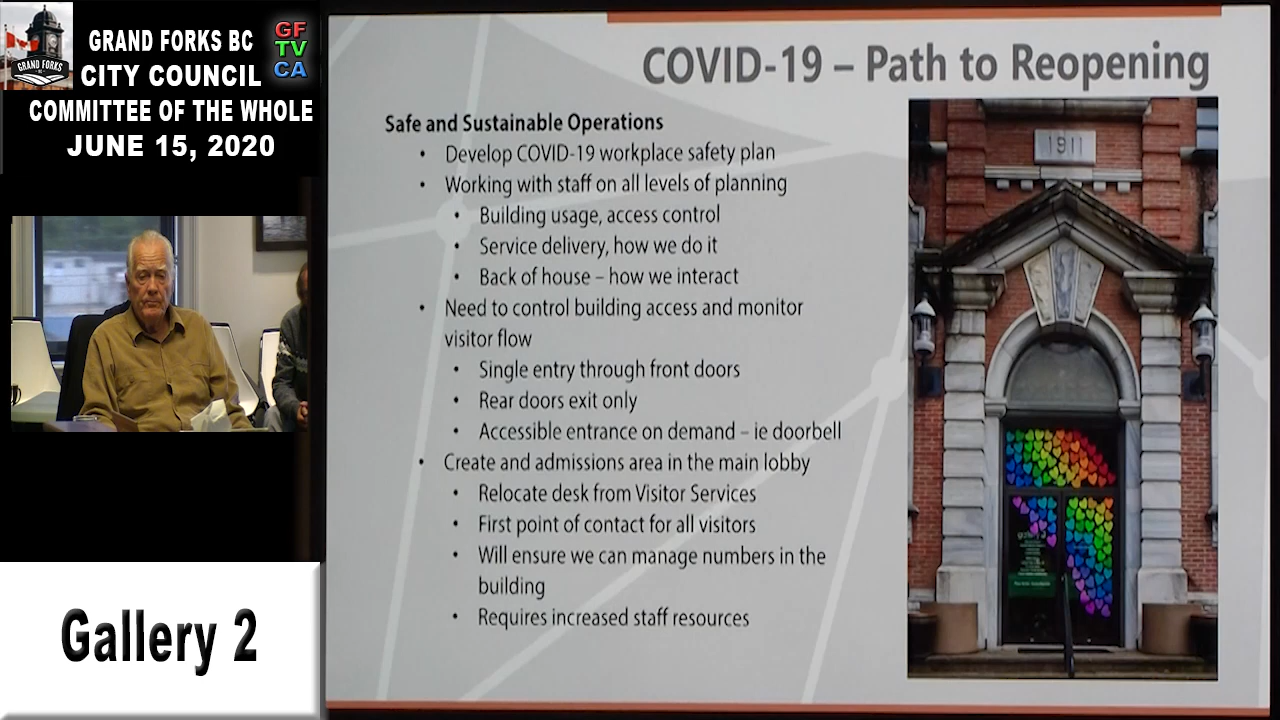 GRAND FORKS BC
CITY COUNCIL
COMMITTEE OF THE WHOLE
JUNE 15, 2020
GF
TV
CA
GRAND FORKS
Gallery 2
COVID-19 – Path to Reopening
Safe and Sustainable Operations
• Develop COVID-19 workplace safety plan
• Working with staff on all levels of planning
• Building usage, access control
• Service delivery, how we do it
• Back of house – how we interact
• Need to control building access and monitor
visitor flow
• Single entry through front doors
• Rear doors exit only
• Accessible entrance on demand – ie doorbell
• Create and admissions area in the main lobby
• Relocate desk from Visitor Services
• First point of contact for all visitors
• Will ensure we can manage numbers in the
building
• Requires increased staff resources
1911
gallery 2